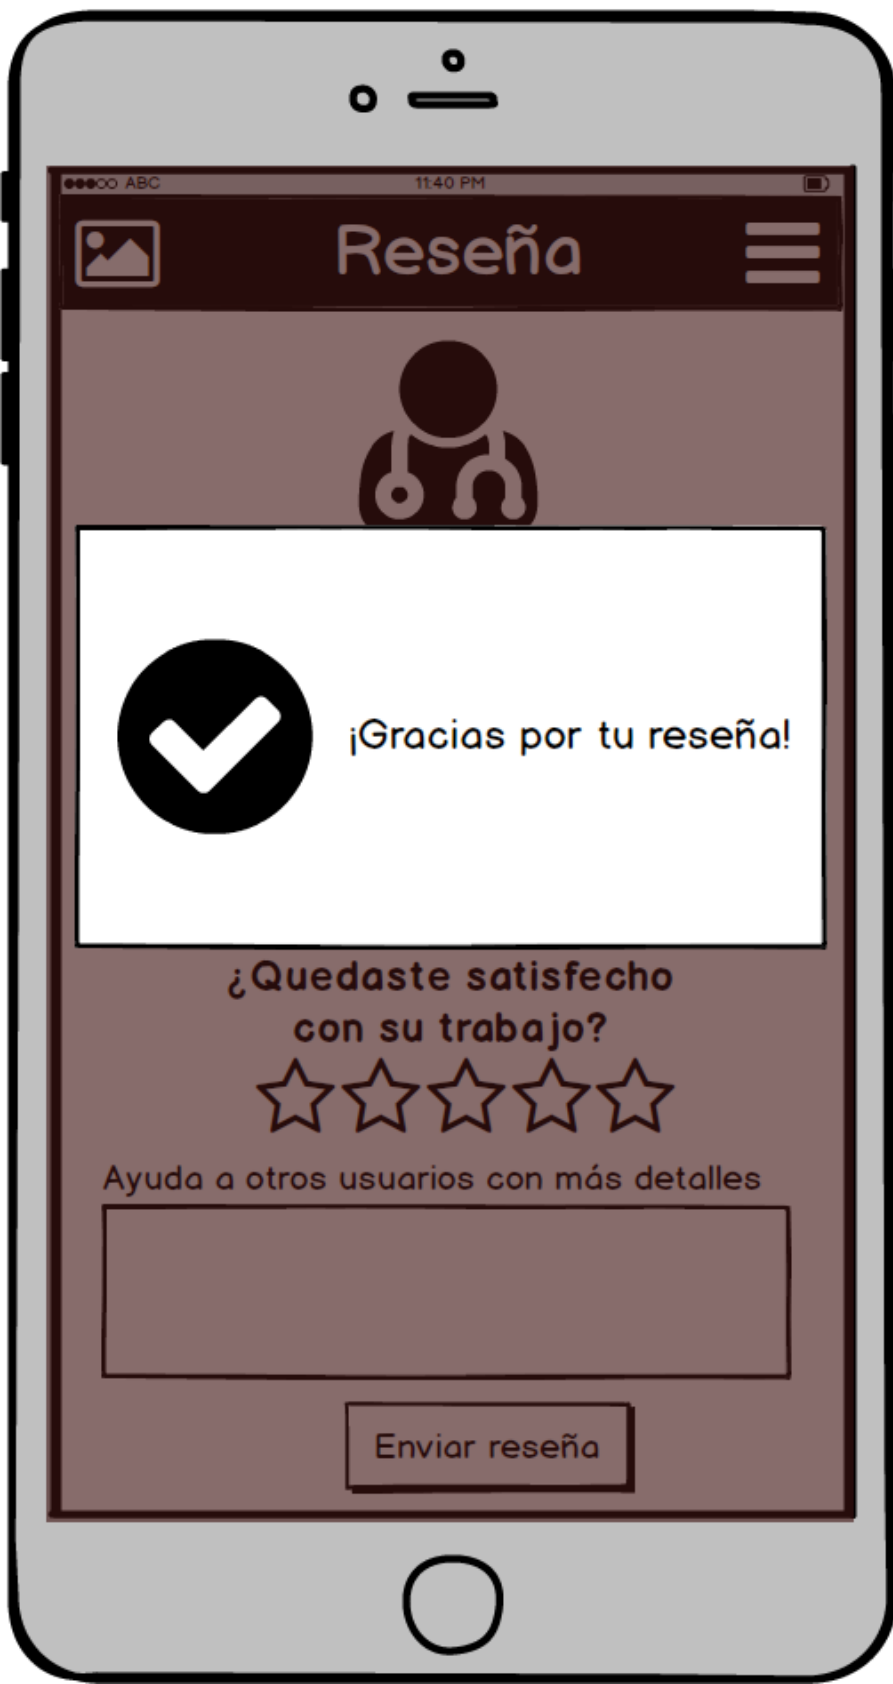 ABC 11:40 PM
Reseña
¡Gracias por tu reseña!
¿Quedaste satisfecho
con su trabajo?
Ayuda a otros usuarios con más detalles
Enviar reseña